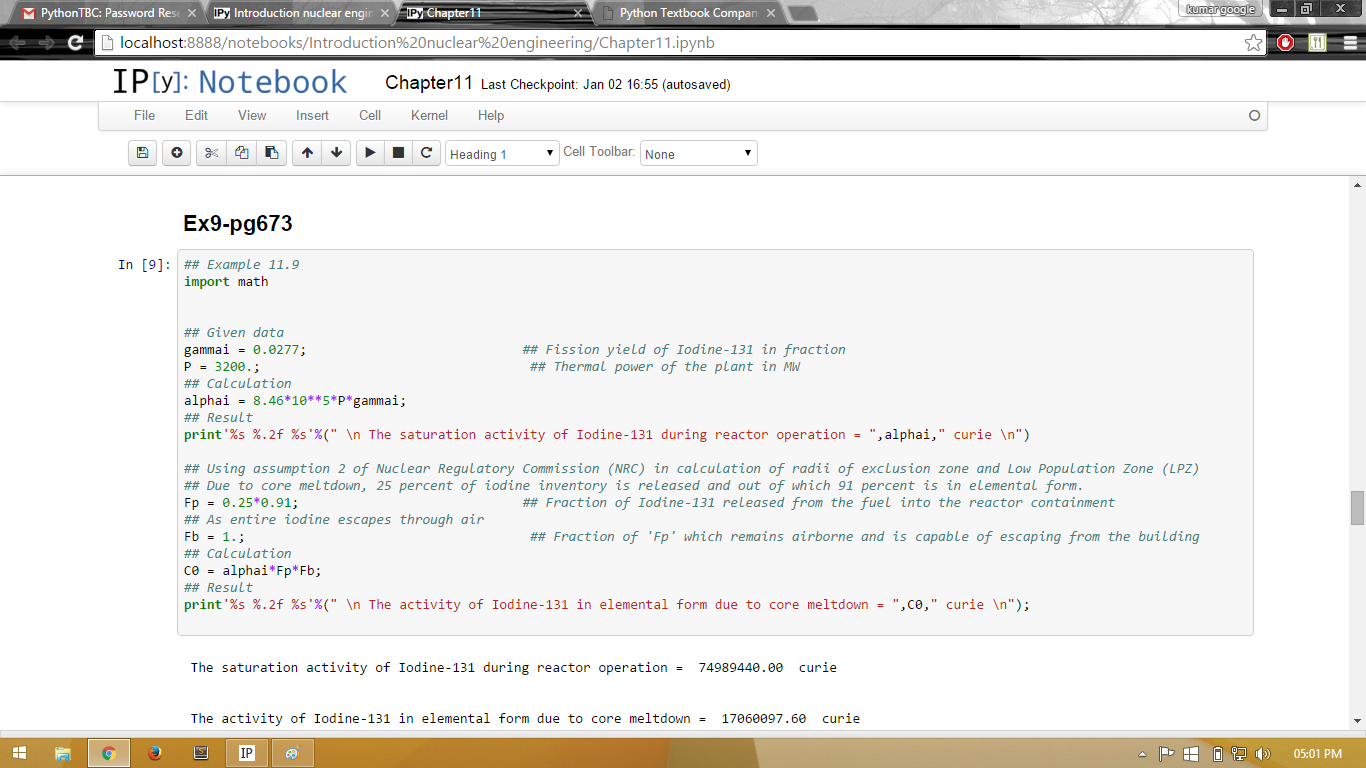 PythonTBC: Password Res
IPy Introduction nuclear engin
IPy Chapter11
Python Textbook Compan
kumar google
localhost:8888/notebooks/Introduction%20nuclear%20engineering/Chapter11.ipynb
IP[y]: Notebook
Chapter11 Last Checkpoint: Jan 02 16:55 (autosaved)
File Edit View Insert Cell Kernel Help
Heading 1 Cell Toolbar: None
Ex9-pg673
In [9]: ## Example 11.9
import math
## Given data
gammai = 0.0277; ## Fission yield of Iodine-131 in fraction
P = 3200.; ## Thermal power of the plant in MW
## Calculation
alphai = 8.46*10**5*P*gammai;
## Result
print'%s %.2f %s'%(" \n The saturation activity of Iodine-131 during reactor operation = ",alphai," curie \n")
## Using assumption 2 of Nuclear Regulatory Commission (NRC) in calculation of radii of exclusion zone and Low Population Zone (LPZ)
## Due to core meltdown, 25 percent of iodine inventory is released and out of which 91 percent is in elemental form.
Fp = 0.25*0.91; ## Fraction of Iodine-131 released from the fuel into the reactor containment
## As entire iodine escapes through air
Fb = 1.; ## Fraction of 'Fp' which remains airborne and is capable of escaping from the building
## Calculation
C0 = alphai*Fp*Fb;
## Result
print'%s %.2f %s'%(" \n The activity of Iodine-131 in elemental form due to core meltdown = ",C0," curie \n");
The saturation activity of Iodine-131 during reactor operation =  74989440.00  curie
The activity of Iodine-131 in elemental form due to core meltdown =  17060097.60  curie
IP
05:01 PM